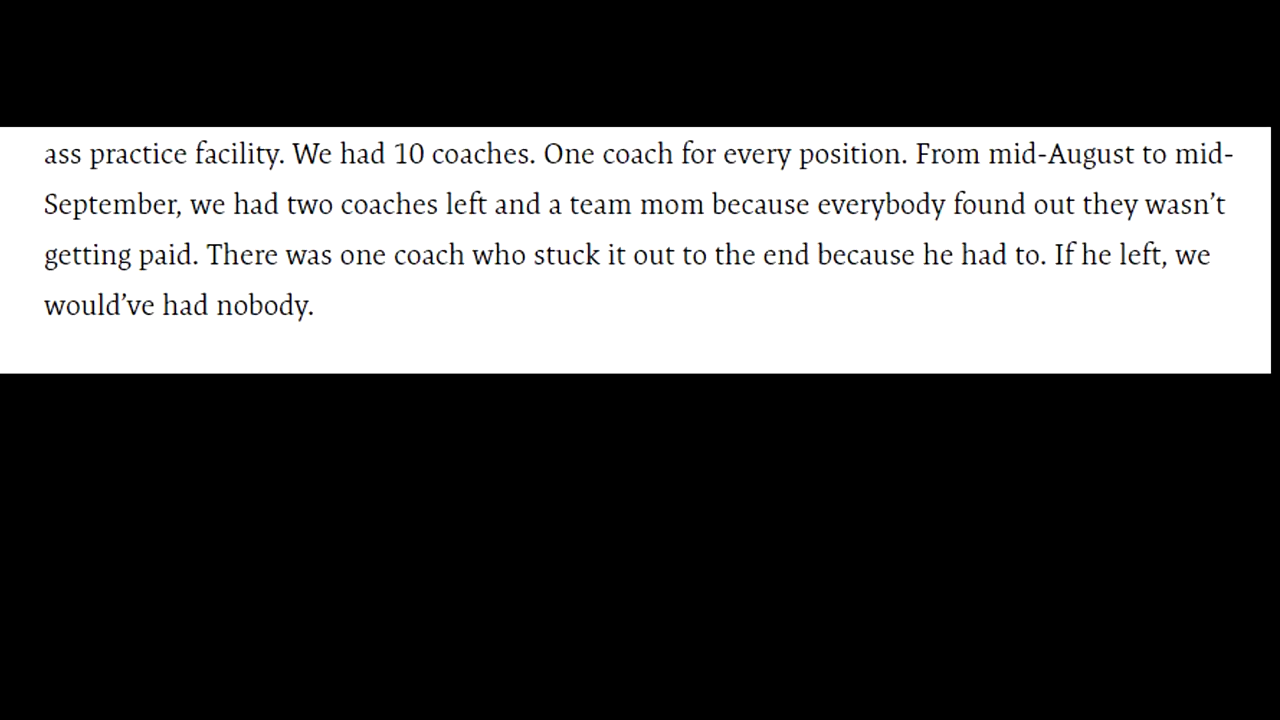 ass practice facility. We had 10 coaches. One coach for every position. From mid-August to mid-
September, we had two coaches left and a team mom because everybody found out they wasn’t
getting paid. There was one coach who stuck it out to the end because he had to. If he left, we
would’ve had nobody.